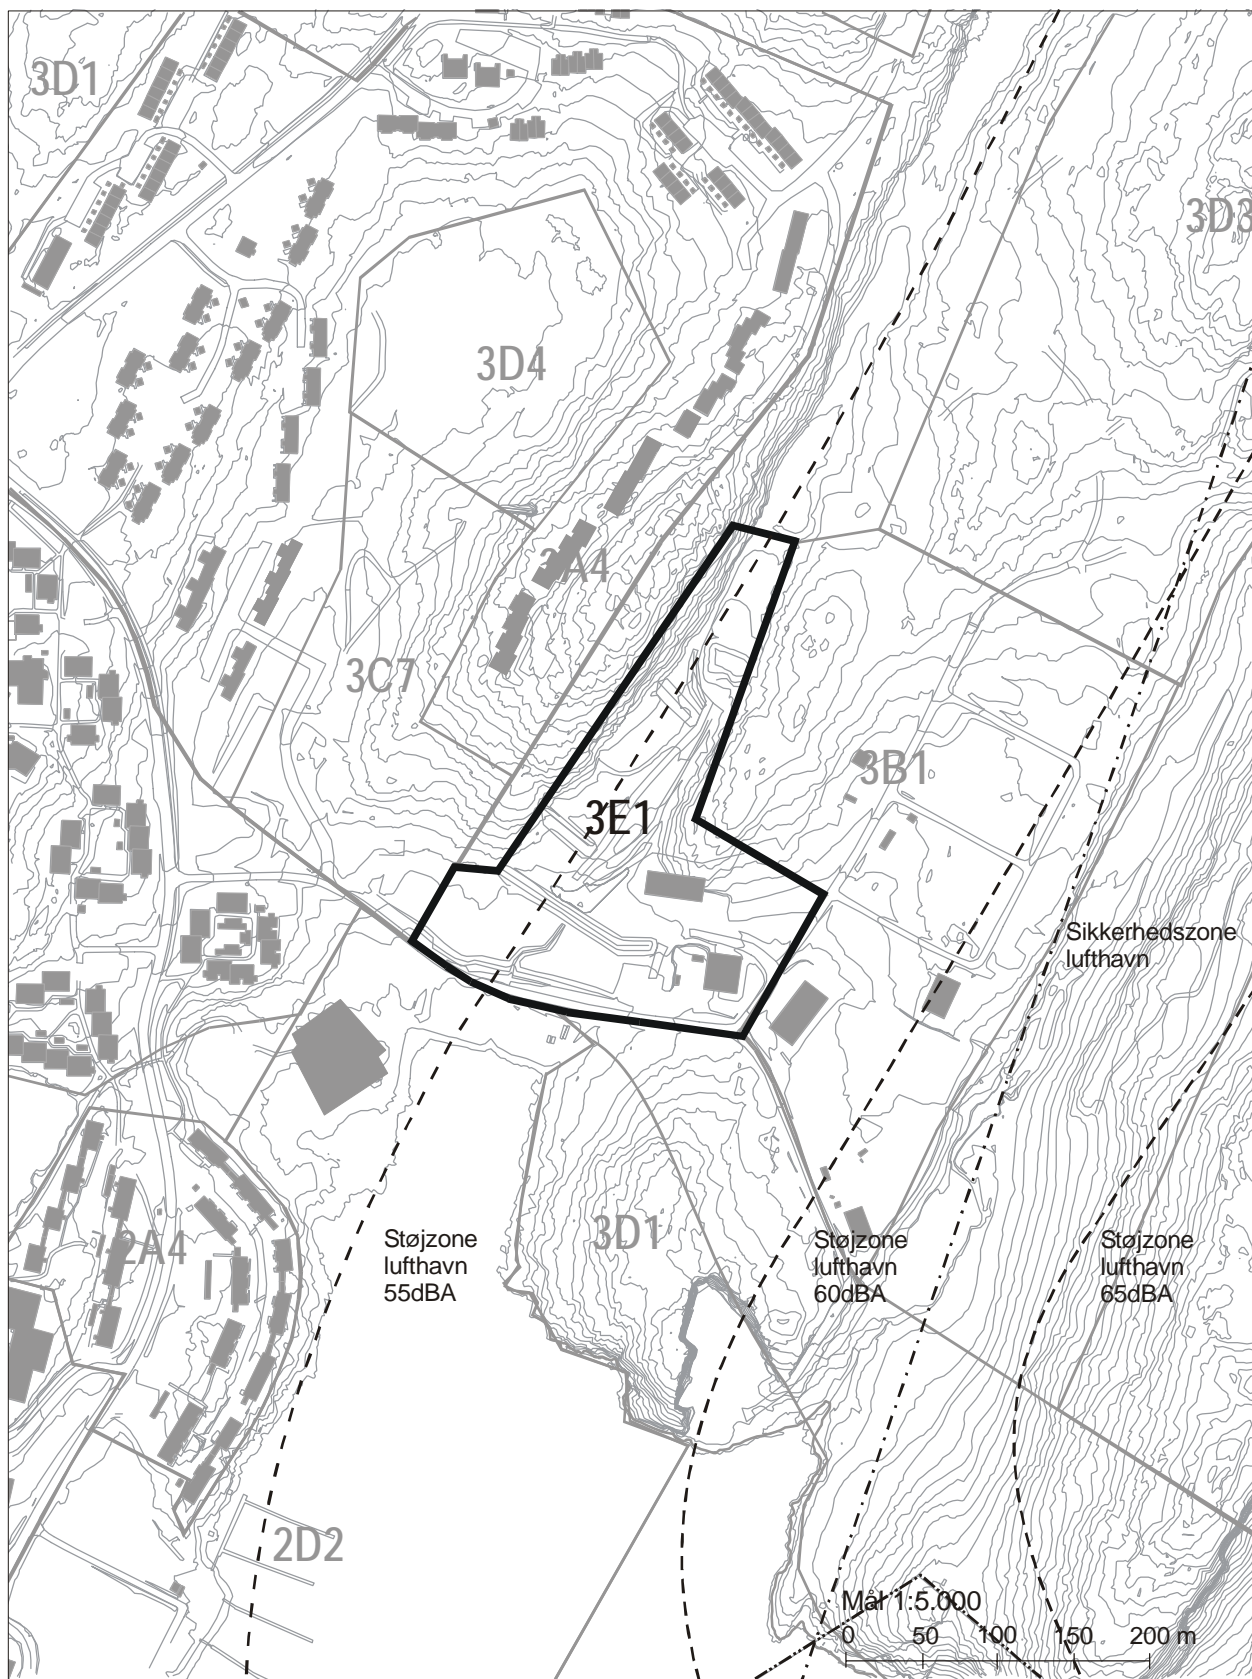 3D1
3D3
3D4
3A4
3C7
3B1
3E1
Sikkerhedszone
lufthavn
3D1
2A4
Støjzone
lufthavn
55dBA
Støjzone
lufthavn
60dBA
Støjzone
lufthavn
65dBA
2D2
Mål 1:5.000
0 50 100 150 200 m